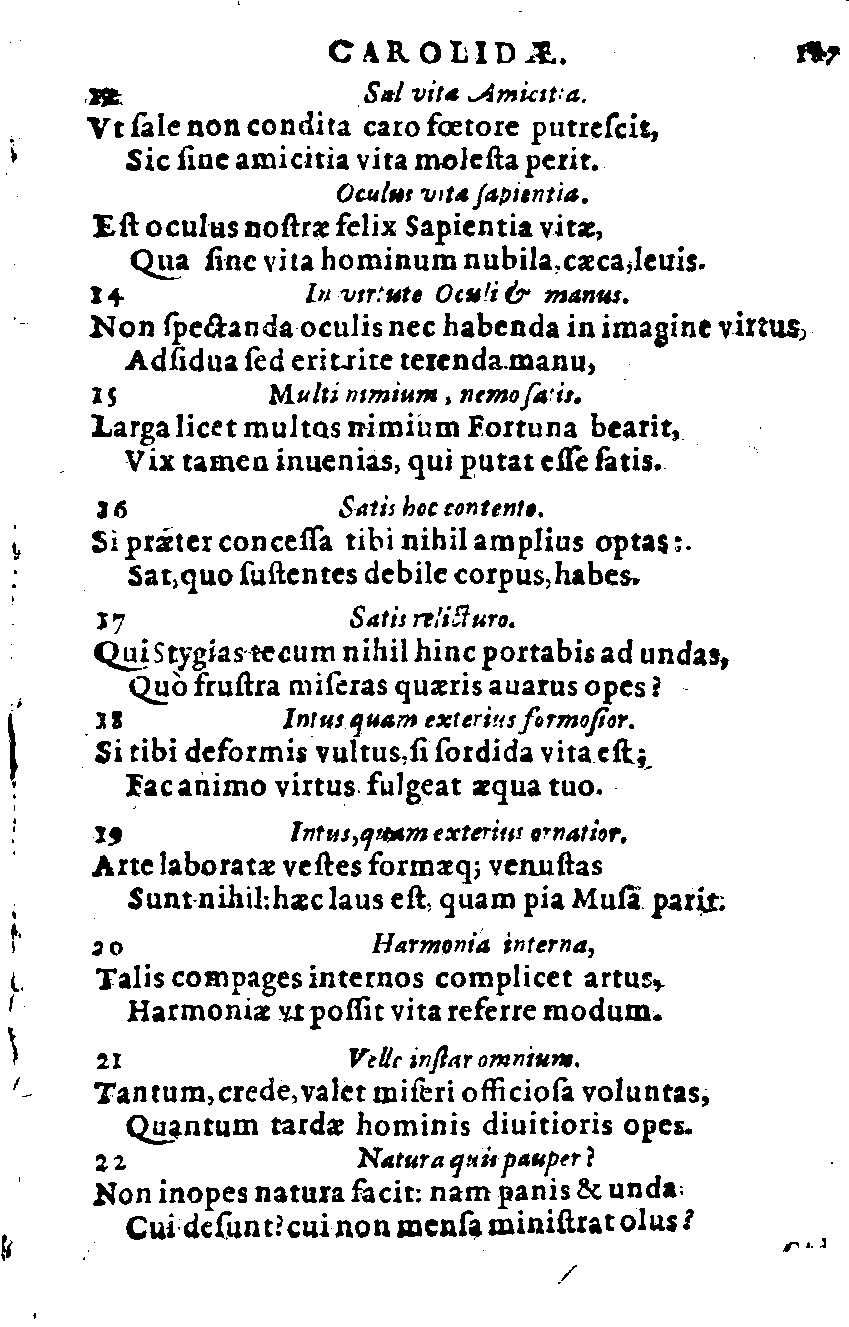 CAROLIDÆ. 187
12 Sal vita Amicitia.
Vt ſale non condita caro fœtore putreſcit,
Sic ſine amicitia vita moleſta perit.
Oculus vita ſapientia.
Eſt oculus noſtræ felix Sapientia vitæ,
Qua ſine vita hominum nubila, cæca, leuis.
14 In virtute Oculi & manus.
Non ſpectanda oculis nec habenda in imagine virtus,
Adſidua ſed erit rite terenda manu,
15 Multi nimium, nemo ſatis.
Larga licet multos nimium Fortuna bearit,
Vix tamen inuenias, qui putat eſſe ſatis.
16 Satis hoc contento.
Si præter conceſſa tibi nihil amplius optas:
Sat, quo ſuſtentes debile corpus, habes.
17 Satis relicturo.
Qui Stygias tecum nihil hinc portabis ad undas,
Quò fruſtra miſeras quæris auarus opes?
18 Intus quam exterius formoſior.
Si tibi deformis vultus, ſi ſordida vita eſt;
Fac animo virtus fulgeat æqua tuo.
19 Intus, quam exterius ornatior.
Arte laboratæ veſtes formæq; venuſtas
Sunt nihil: hæc laus eſt, quam pia Muſa parit:
20 Harmonia interna,
Talis compages internos complicet artus,
Harmoniæ vt poſſit vita referre modum.
21 Velle inſtar omnium.
Tantum, crede, valet miſeri officioſa voluntas,
Quantum tardæ hominis diuitioris opes.
22 Natura quis pauper?
Non inopes natura facit: nam panis & unda
Cui deſunt? cui non menſa miniſtrat olus?